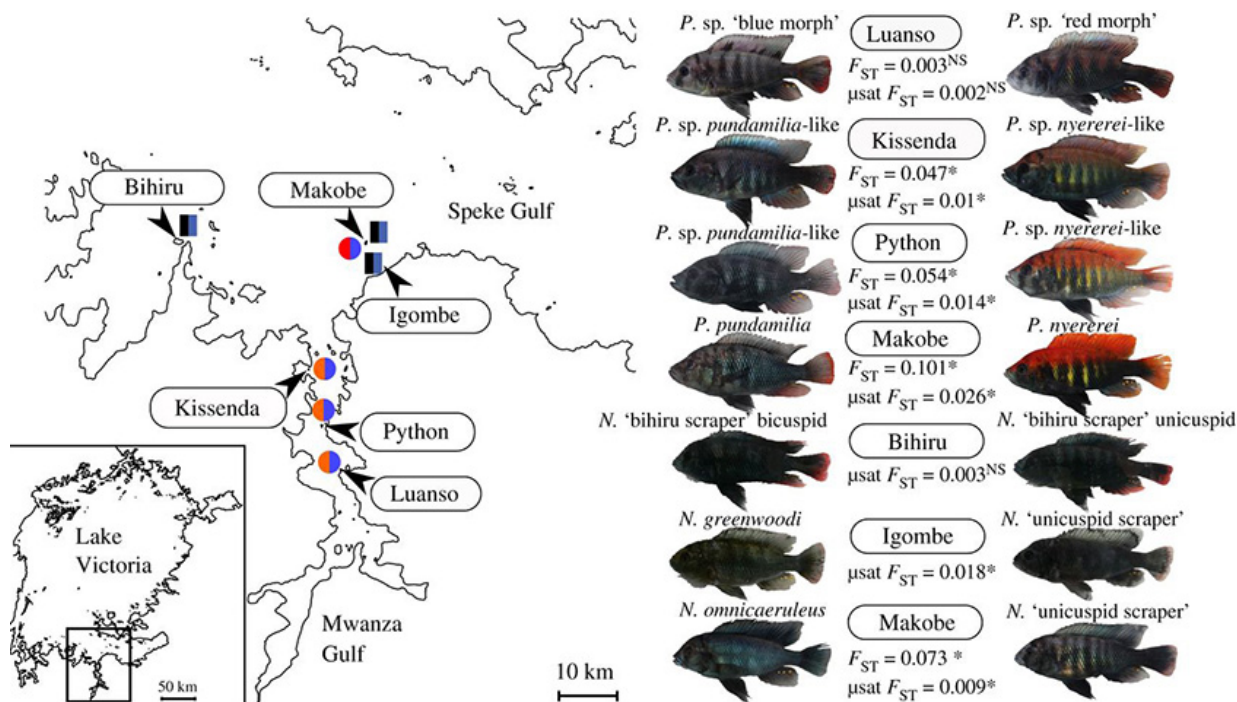 Bihiru
Makobe
Speke Gulf
Igombe
Kissenda
Python
Luanso
Lake
Victoria
50 km
Mwanza
Gulf
10 km
P. sp. ‘blue morph’
Luanso
P. sp. ‘red morph’
FST = 0.003NS
µsat FST = 0.002NS
P. sp. pundamilia-like
Kissenda
P. sp. nyererei-like
FST = 0.047*
µsat FST = 0.01*
P. sp. pundamilia-like
Python
P. sp. nyererei-like
FST = 0.054*
µsat FST = 0.014*
P. pundamilia
Makobe
P. nyererei
FST = 0.101*
µsat FST = 0.026*
N. ‘bihiru scraper’ bicuspid
Bihiru
N. ‘bihiru scraper’ unicuspid
µsat FST = 0.003NS
N. greenwoodi
Igombe
N. ‘unicuspid scraper’
µsat FST = 0.018*
N. omnicaeruleus
Makobe
N. ‘unicuspid scraper’
FST = 0.073 *
µsat FST = 0.009*